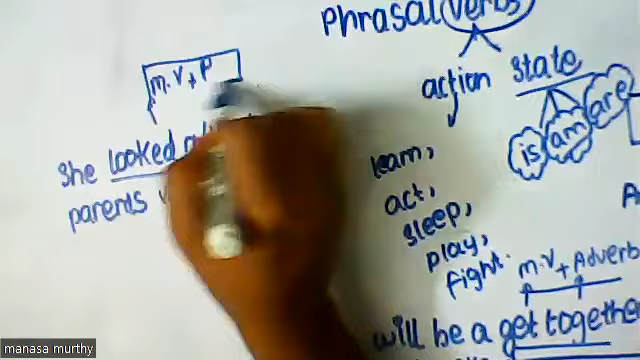 phrasal verbs
m.v + P
action state
is am are
She looked
learn,
parents
act,
sleep,
play,
fight.
m.v + Adverb
will be a get together
manasa murthy